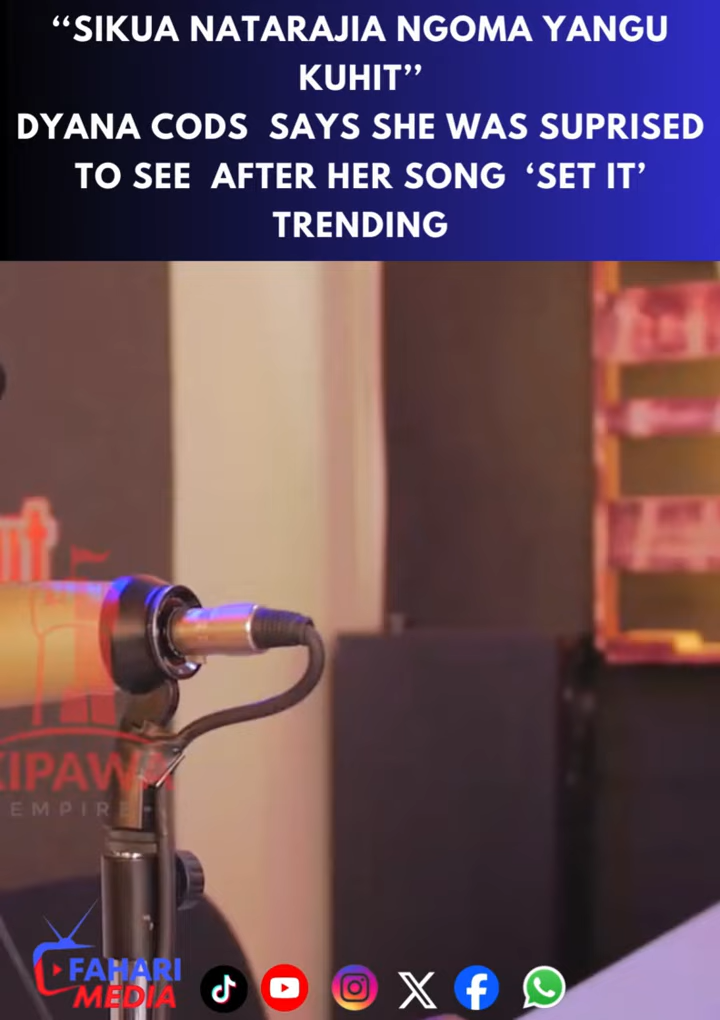 “SIKUA NATARAJIA NGOMA YANGU
KUHIT”
DYANA CODS SAYS SHE WAS SUPRISED
TO SEE AFTER HER SONG ‘SET IT’
TRENDING
KIPAWA
EMPIRE
FAHARI
MEDIA